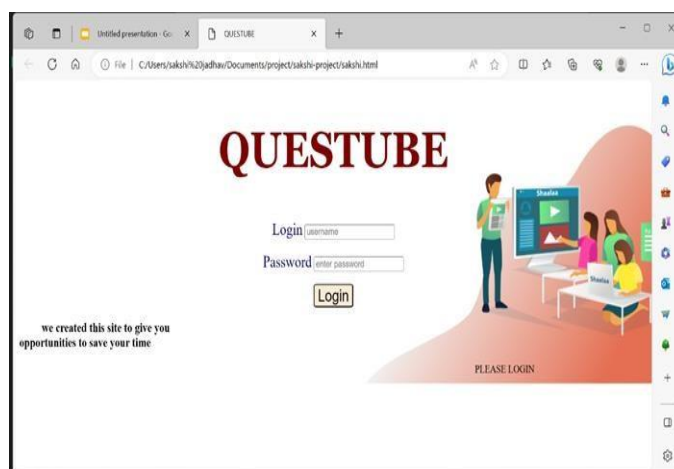 Untitled presentation - Go
QUESTUBE
File
C:/Users/sakshi%20jadhav/Documents/project/sakshi-project/sakshi.html
QUESTUBE
Shaalaa
Login username
Password enter password
Shaalaa
Login
we created this site to give you
opportunities to save your time
PLEASE LOGIN